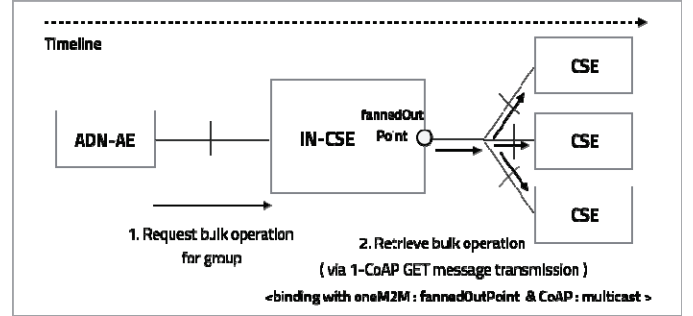 Timeline
CSE
fannedOut
ADN-AE
IN-CSE
Point
CSE
CSE
1. Request bulk operation
for group
2. Retrieve bulk operation
( via 1-CoAP GET message transmission )
<binding with oneM2M : fannedOutPoint & CoAP : multicast >